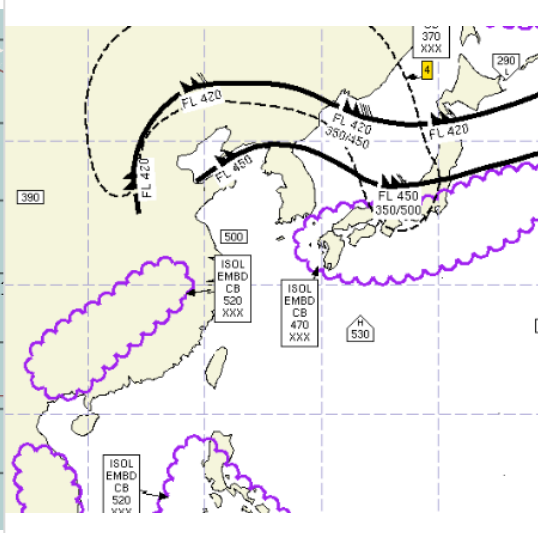 370
XXX
4
290
L
FL 420
FL 420
350/450
FL 420
FL 420
FL 450
FL 450
350/500
390
500
ISOL
EMBD
CB
520
XXX
ISOL
EMBD
CB
470
XXX
H
530
ISOL
EMBD
CB
520
XXX